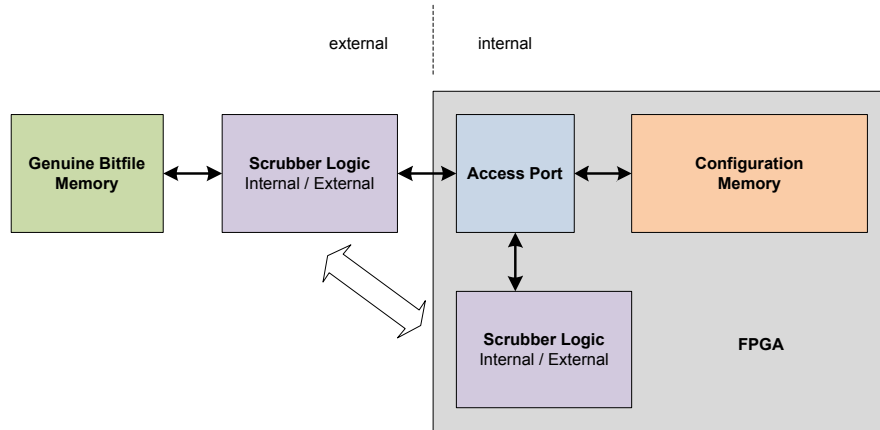 external
internal
Genuine Bitfile
Memory
Scrubber Logic
Internal / External
Access Port
Configuration
Memory
Scrubber Logic
Internal / External
FPGA